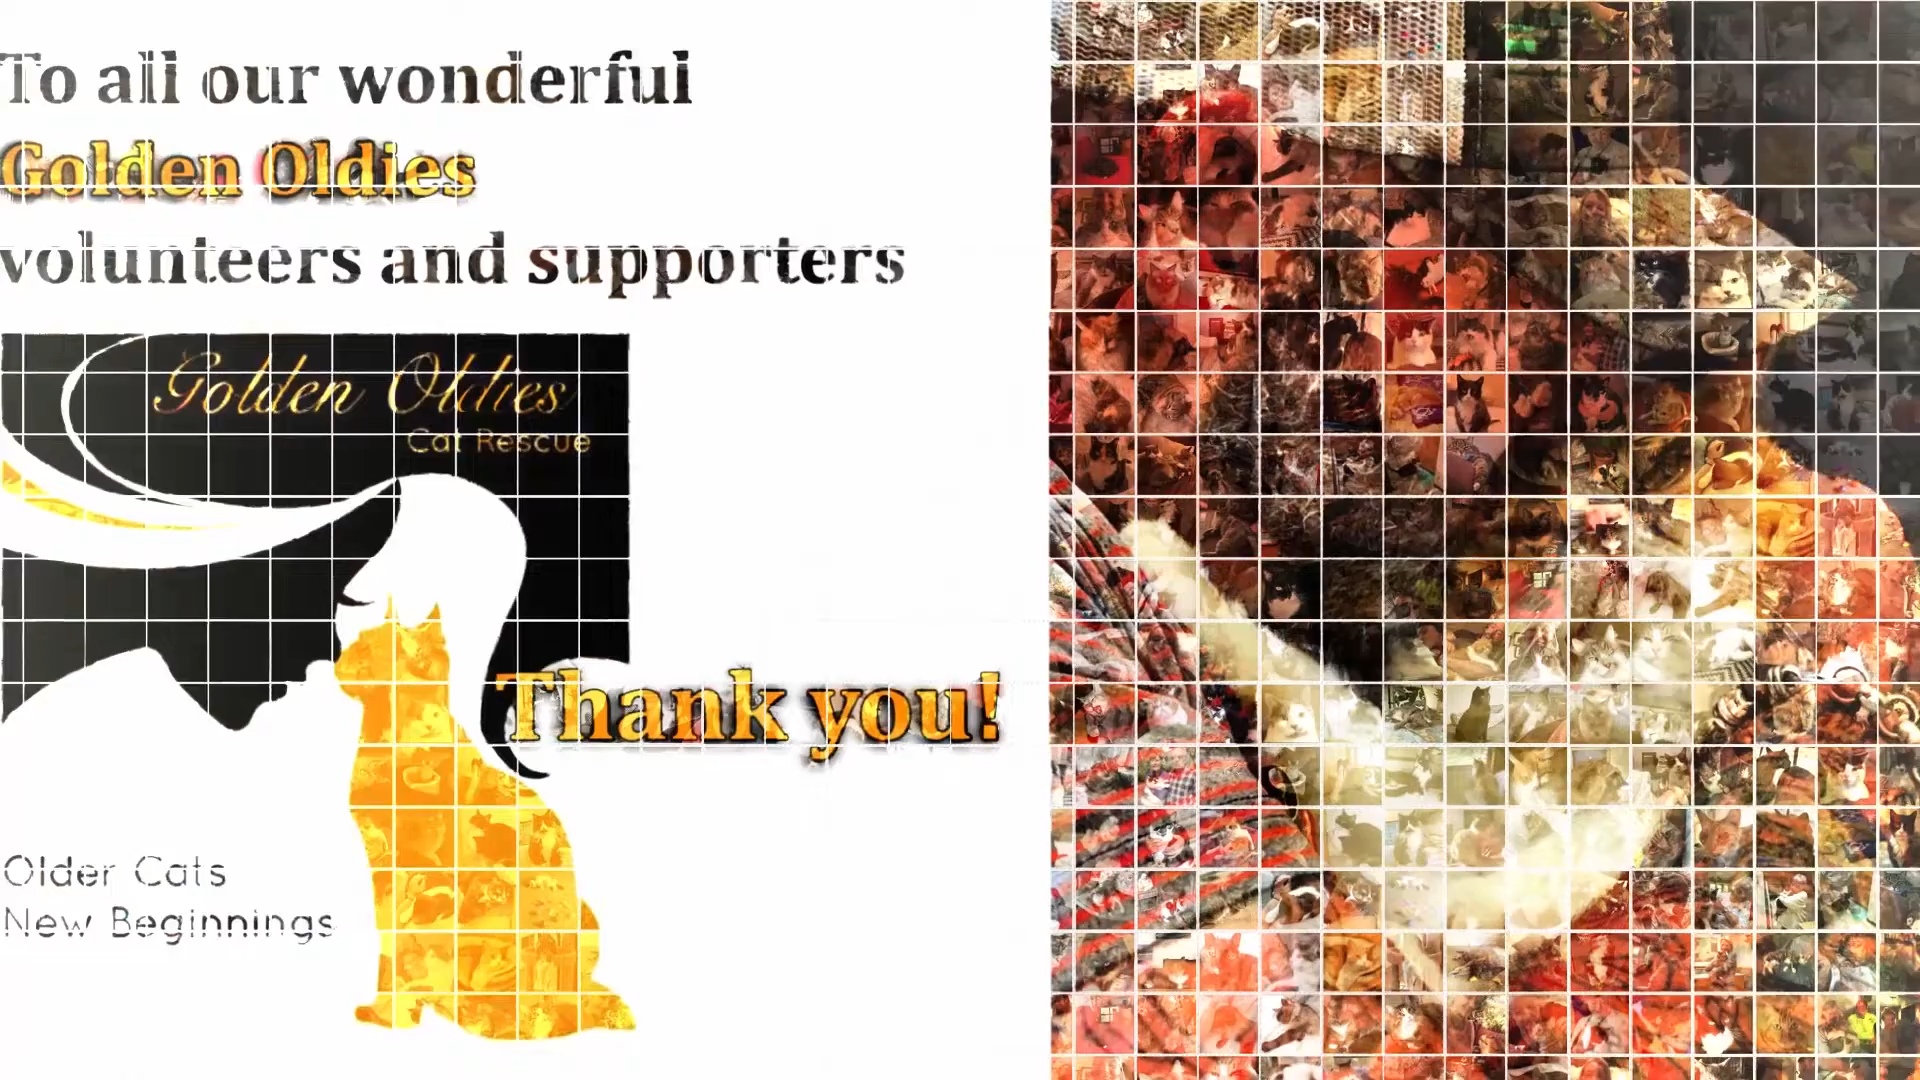 To all our wonderful
Golden Oldies
volunteers and supporters
Golden Oldies
Cat Rescue
Thank you!
Older Cats
New Beginnings